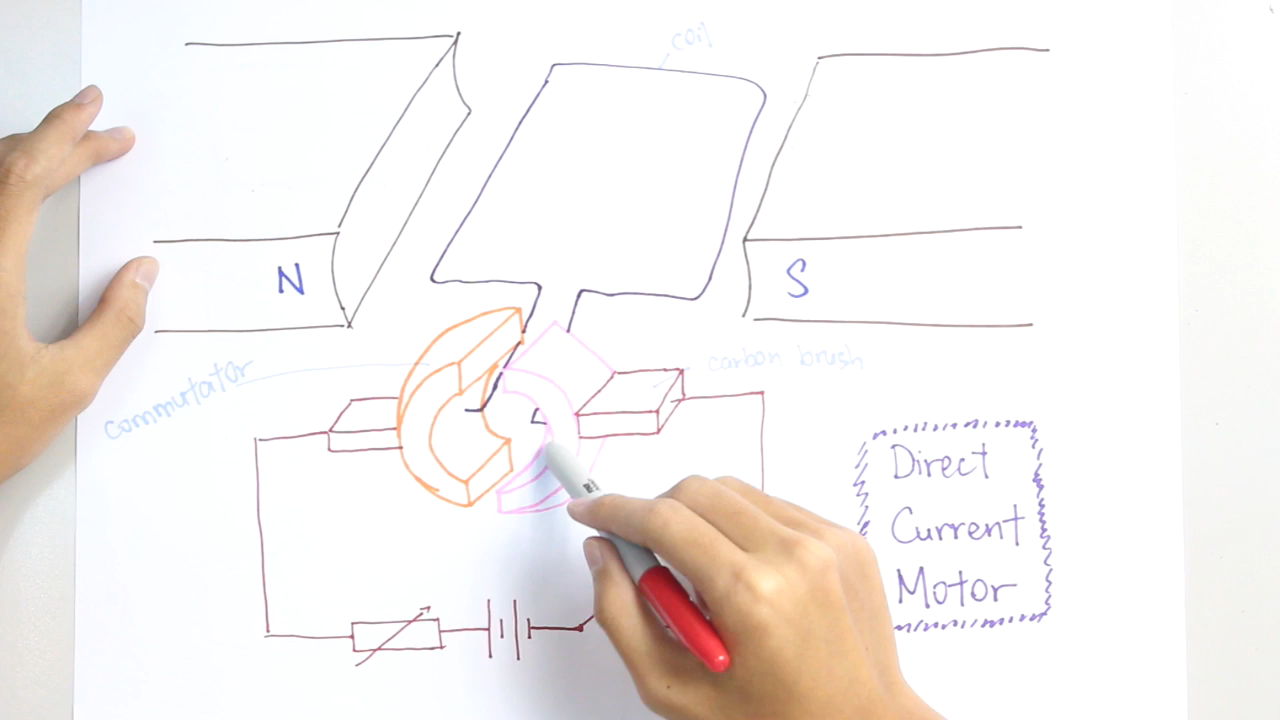 coil
N
S
commutator
carbon brush
Direct
Current
Motor